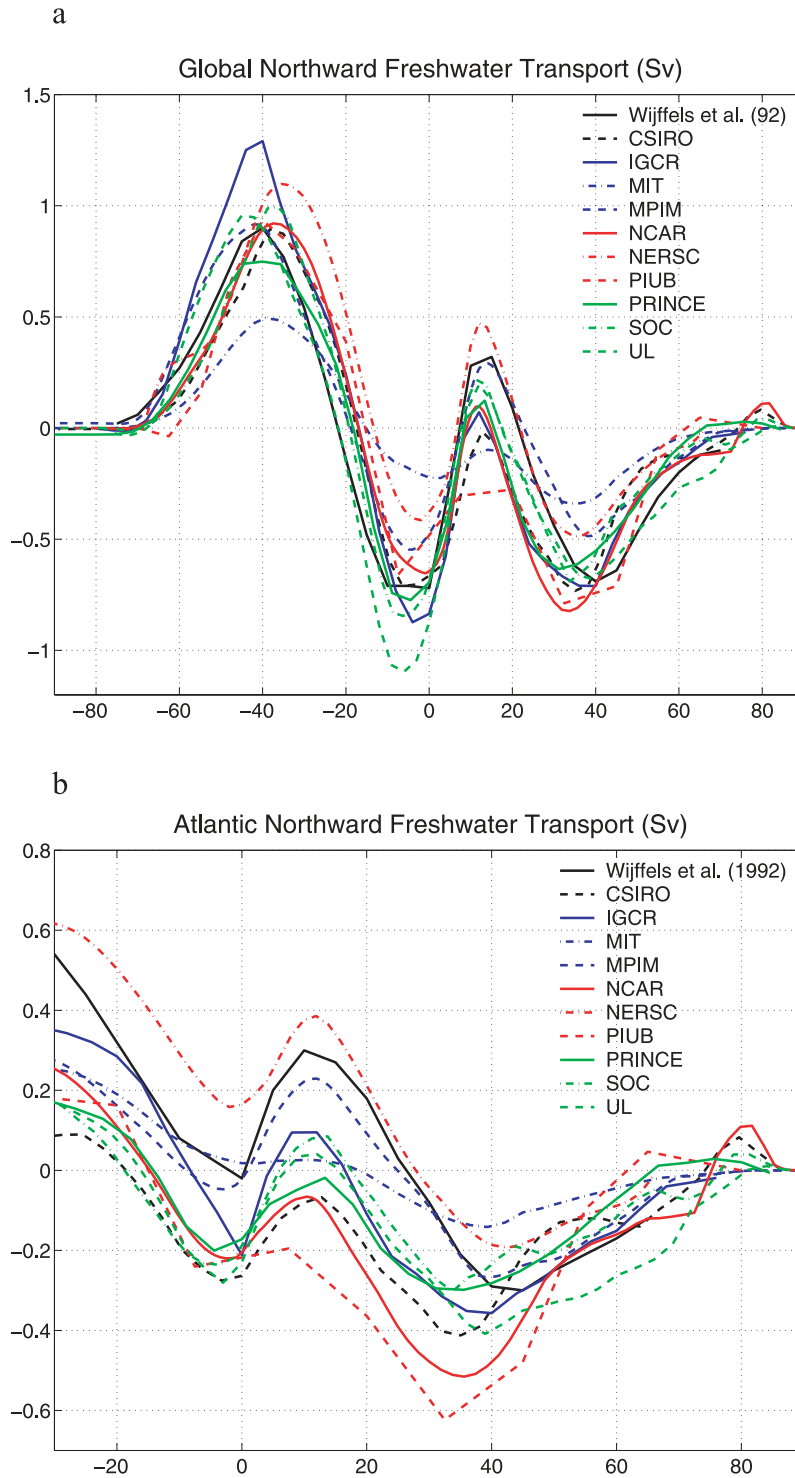 a
Global Northward Freshwater Transport (Sv)
1.5
1
0.5
0
−0.5
−1
−80 −60 −40 −20 0 20 40 60 80
Wijffels et al. (92)
CSIRO
IGCR
MIT
MPIM
NCAR
NERSC
PIUB
PRINCE
SOC
UL
b
Atlantic Northward Freshwater Transport (Sv)
0.8
0.6
0.4
0.2
0
−0.2
−0.4
−0.6
−20 0 20 40 60 80
Wijffels et al. (1992)
CSIRO
IGCR
MIT
MPIM
NCAR
NERSC
PIUB
PRINCE
SOC
UL